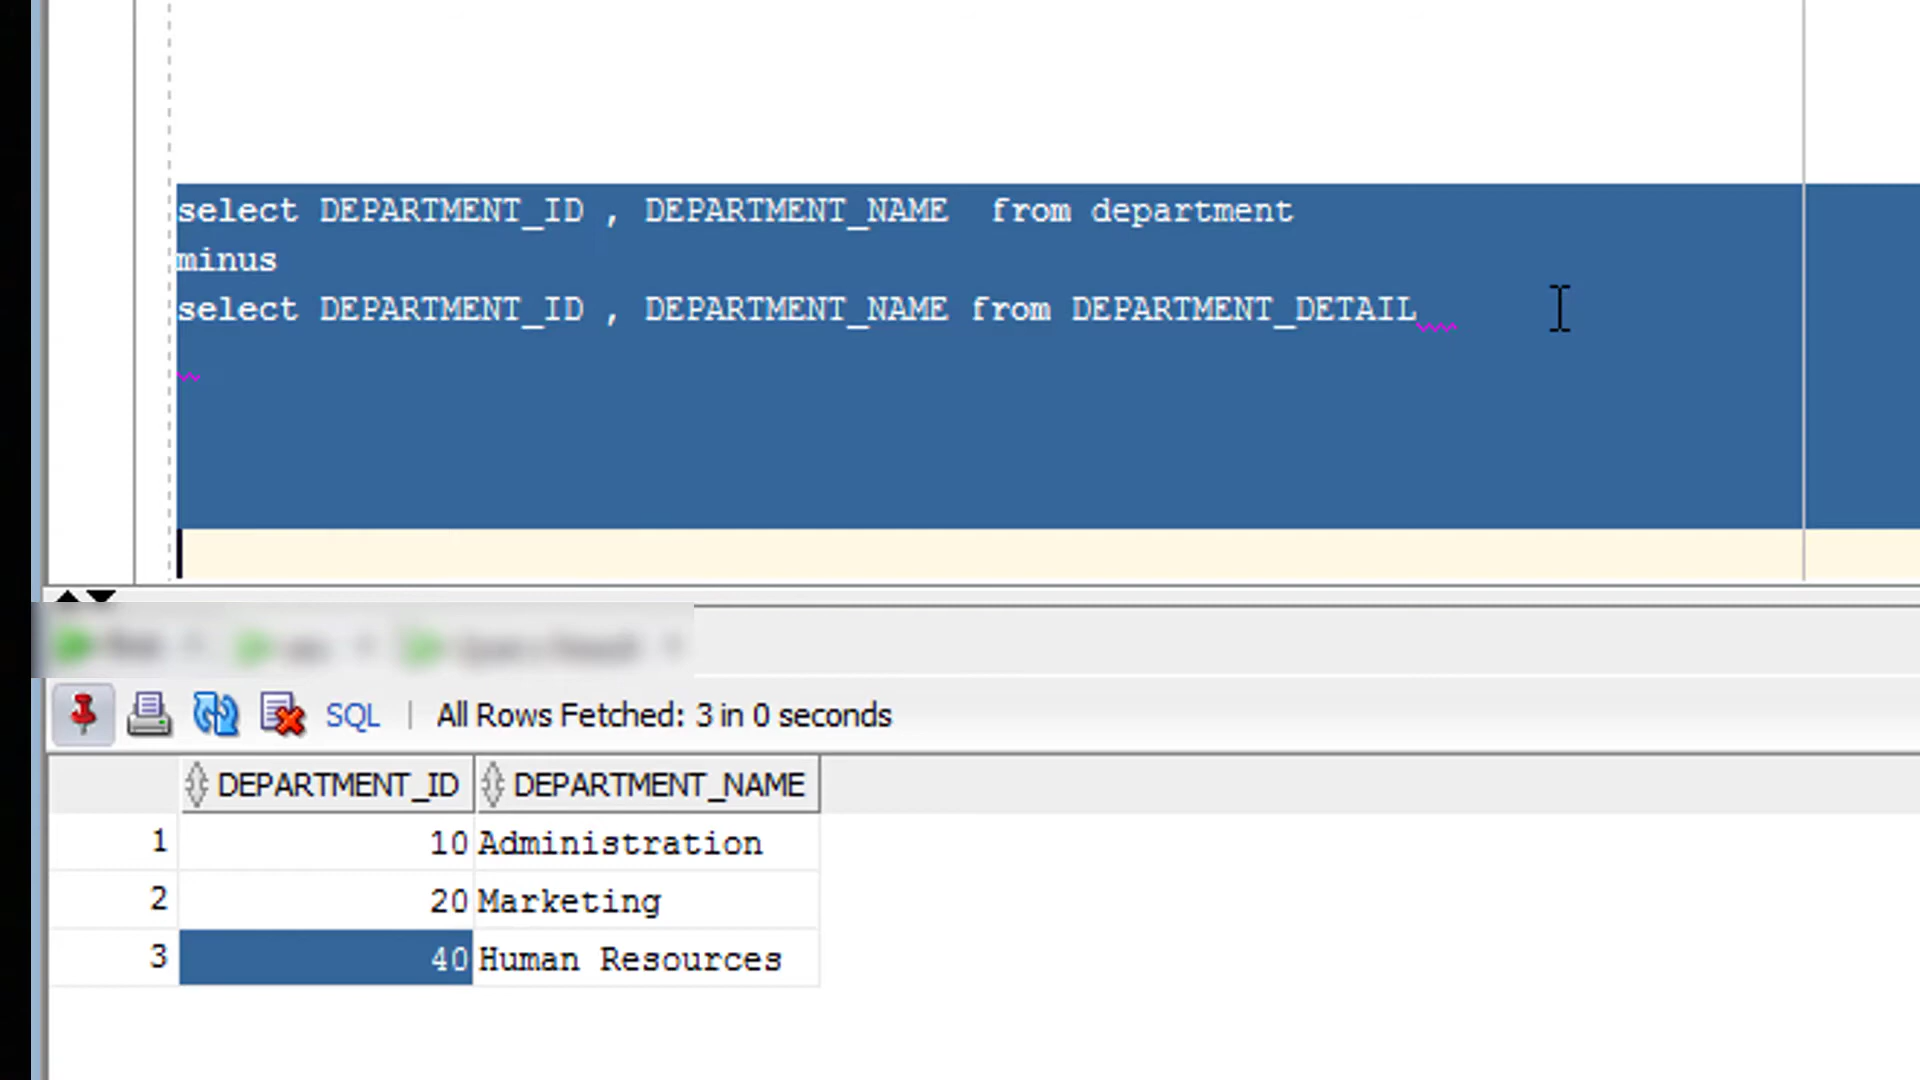 select DEPARTMENT_ID , DEPARTMENT_NAME  from department
minus
select DEPARTMENT_ID , DEPARTMENT_NAME from DEPARTMENT_DETAIL
SQL | All Rows Fetched: 3 in 0 seconds
DEPARTMENT_ID DEPARTMENT_NAME
1 10 Administration
2 20 Marketing
3 40 Human Resources